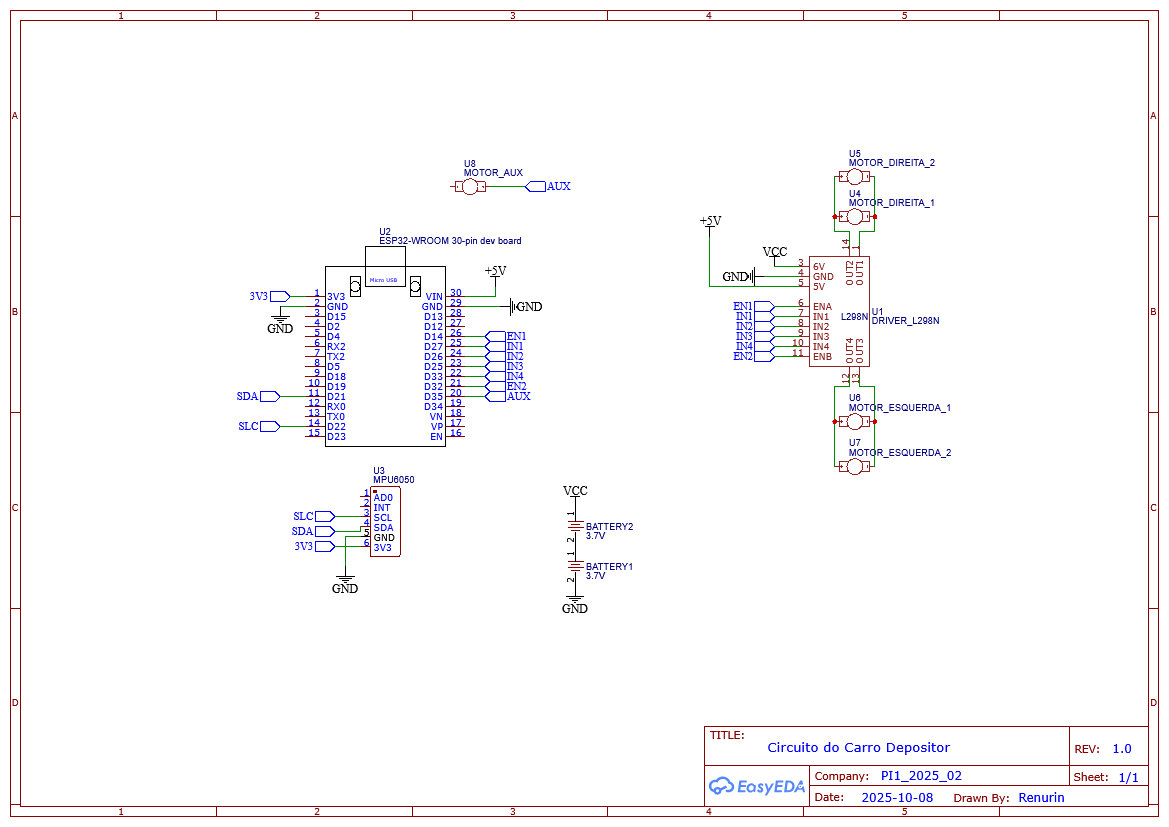 1 2 3 4 5
A A
B B
C C
D D
U8
MOTOR_AUX
AUX
U2
ESP32-WROOM 30-pin dev board
Micro USB
+5V
GND
3V3
GND
SDA
SLC
1 3V3
2 GND
3 D15
4 D2
5 D4
6 RX2
7 TX2
8 D5
9 D18
10 D19
11 D21
12 RX0
13 TX0
14 D22
15 D23
VIN 30
GND 29
D13 28
D12 27
D14 26 EN1
D27 25 IN1
D26 24 IN2
D25 23 IN3
D33 22 IN4
D32 21 EN2
D35 20 AUX
D34 19
VN 18
VP 17
EN 16
U3
MPU6050
1 AD0
2 INT
SLC 3 SCL
SDA 4 SDA
5 GND
3V3 6 3V3
GND
VCC
1
BATTERY2
3.7V
2
1
BATTERY1
3.7V
2
GND
U5
MOTOR_DIREITA_2
U4
MOTOR_DIREITA_1
+5V
VCC
GND
14 1
OUT2 OUT1
3 6V
4 GND
5 5V
EN1 6 ENA
IN1 7 IN1
IN2 8 IN2
IN3 9 IN3
IN4 10 IN4
EN2 11 ENB
L298N
U1
DRIVER_L298N
OUT4 OUT3
12 13
U6
MOTOR_ESQUERDA_1
U7
MOTOR_ESQUERDA_2
TITLE:
Circuito do Carro Depositor
REV: 1.0
EasyEDA
Company: PI1_2025_02
Sheet: 1/1
Date: 2025-10-08 Drawn By: Renurin
1 2 3 4 5